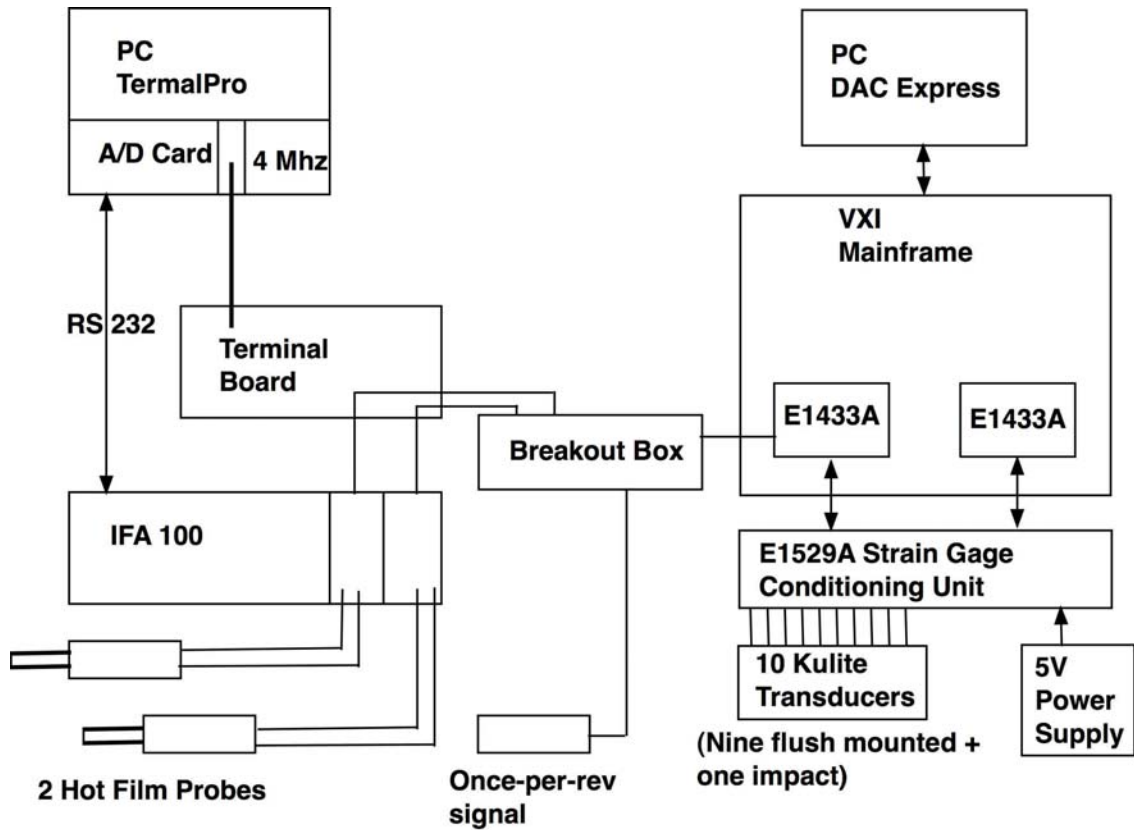 PC
TermalPro
A/D Card
4 Mhz
RS 232
Terminal
Board
IFA 100
2 Hot Film Probes
Breakout Box
Once-per-rev
signal
PC
DAC Express
VXI
Mainframe
E1433A
E1433A
E1529A Strain Gage
Conditioning Unit
10 Kulite
Transducers
(Nine flush mounted +
one impact)
5V
Power
Supply